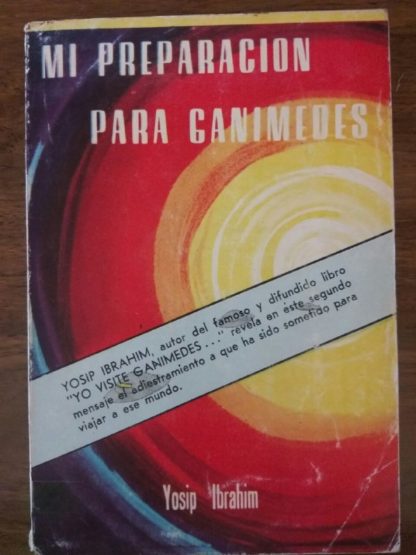 MI PREPARACION
PARA GANIMEDES
YOSIP IBRAHIM, autor del famoso y difundido libro
"YO VISITE GANIMEDES..." revela en éste segundo
mensaje el adiestramiento a que ha sido sometido para
viajar a ese mundo.
Yosip Ibrahim